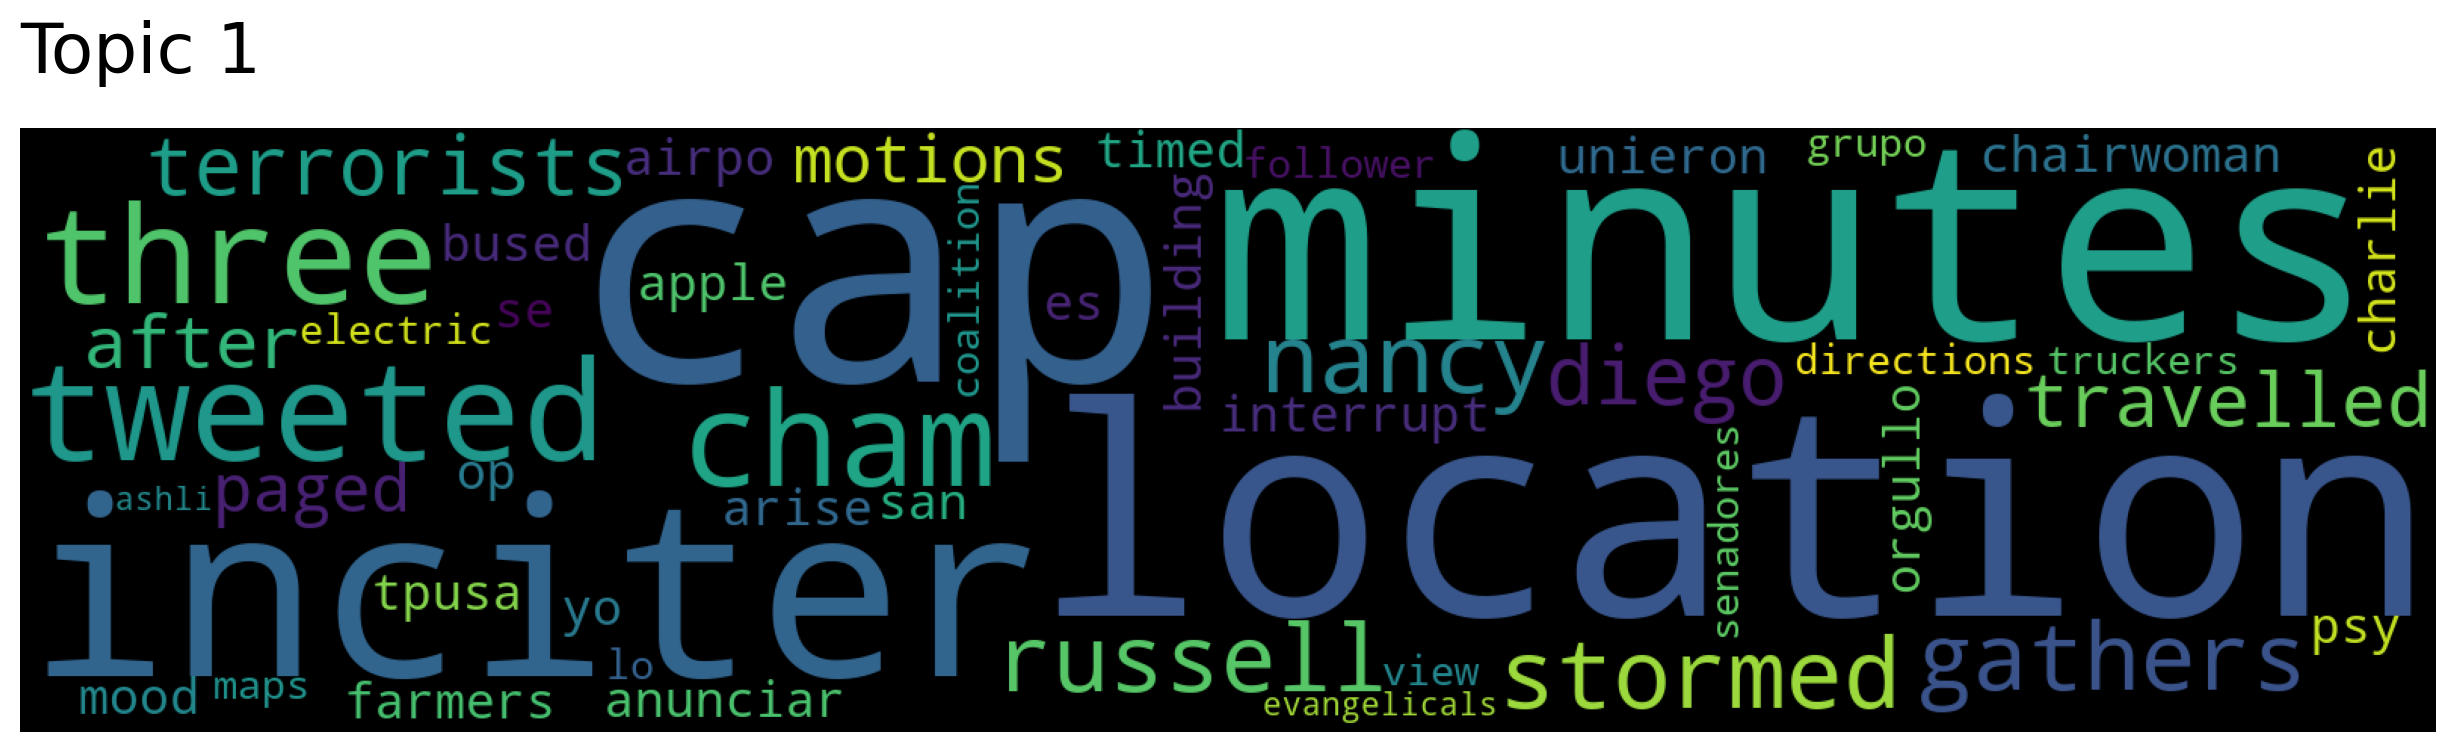 Topic 1
terrorists
airpo
motions
timed
follower
unieron
grupo
chairwoman
charlie
three
bused
cap
apple
coalition
es
building
minutes
after
electric
se
nancy
diego
directions
truckers
tweeted
cham
interrupt
travelled
location
senadores
orgullo
ashli
paged
op
arise
san
inciter
tpusa
yo
lo
russell
view
stormed
gathers
psy
mood
maps
farmers
anunciar
evangelicals